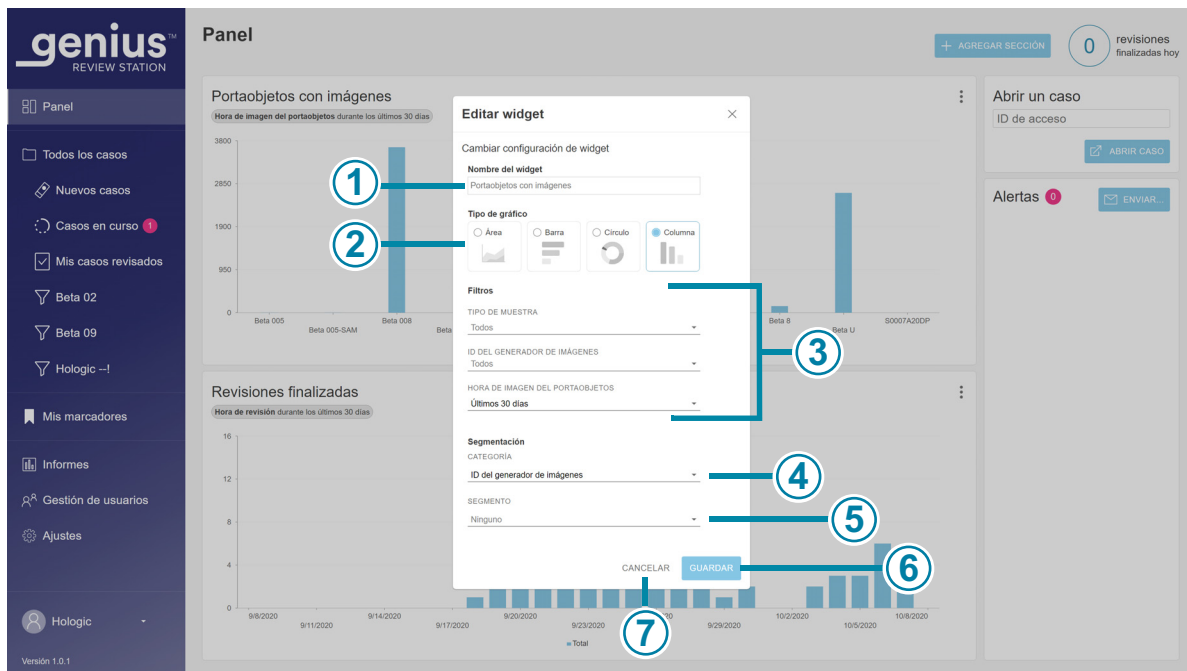 genius™
REVIEW STATION
Panel
Todos los casos
Nuevos casos
Casos en curso 1
Mis casos revisados
Beta 02
Beta 09
Hologic --!
Mis marcadores
Informes
Gestión de usuarios
Ajustes
Hologic
Versión 1.0.1
Panel
+ AGREGAR SECCIÓN
0
revisiones
finalizadas hoy
Portaobjetos con imágenes
Hora de imagen del portaobjetos durante los últimos 30 días
3800
2850
1900
950
0
Beta 005
Beta 005-SAM
Beta 008
Beta
Beta 8
Beta U
S0007A20DP
Abrir un caso
ID de acceso
ABRIR CASO
Alertas 0
ENVIAR...
Editar widget
Cambiar configuración de widget
Nombre del widget
Portaobjetos con imágenes
Tipo de gráfico
Área
Barra
Círculo
Columna
Filtros
TIPO DE MUESTRA
Todos
ID DEL GENERADOR DE IMÁGENES
Todos
HORA DE IMAGEN DEL PORTAOBJETOS
Últimos 30 días
Segmentación
CATEGORÍA
ID del generador de imágenes
SEGMENTO
Ninguno
CANCELAR
GUARDAR
1
2
3
4
5
6
7
Revisiones finalizadas
Hora de revisión durante los últimos 30 días
16
12
8
4
0
9/8/2020
9/11/2020
9/14/2020
9/17/2020
9/20/2020
9/23/2020
20
9/29/2020
10/2/2020
10/5/2020
10/8/2020
Total